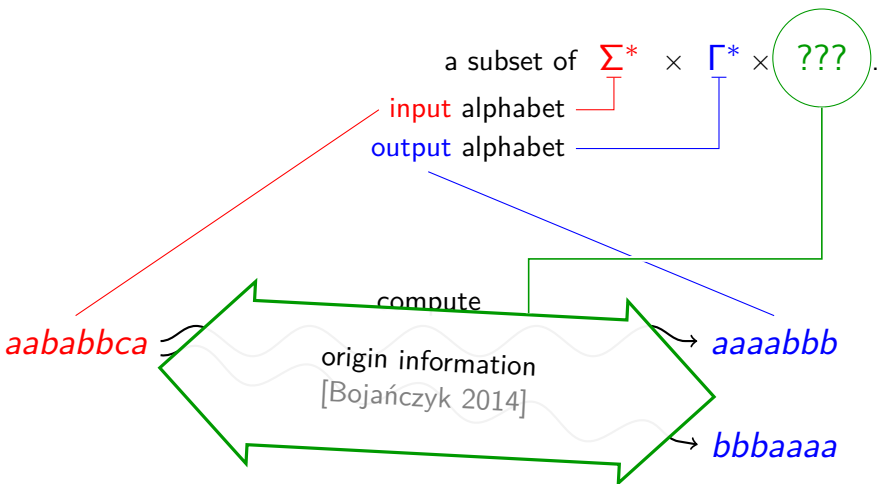 a subset of Σ* × Γ* × ???.
input alphabet
output alphabet
compute
aababbca
aaaabbb
origin information
[Bojańczyk 2014]
bbbaaaa